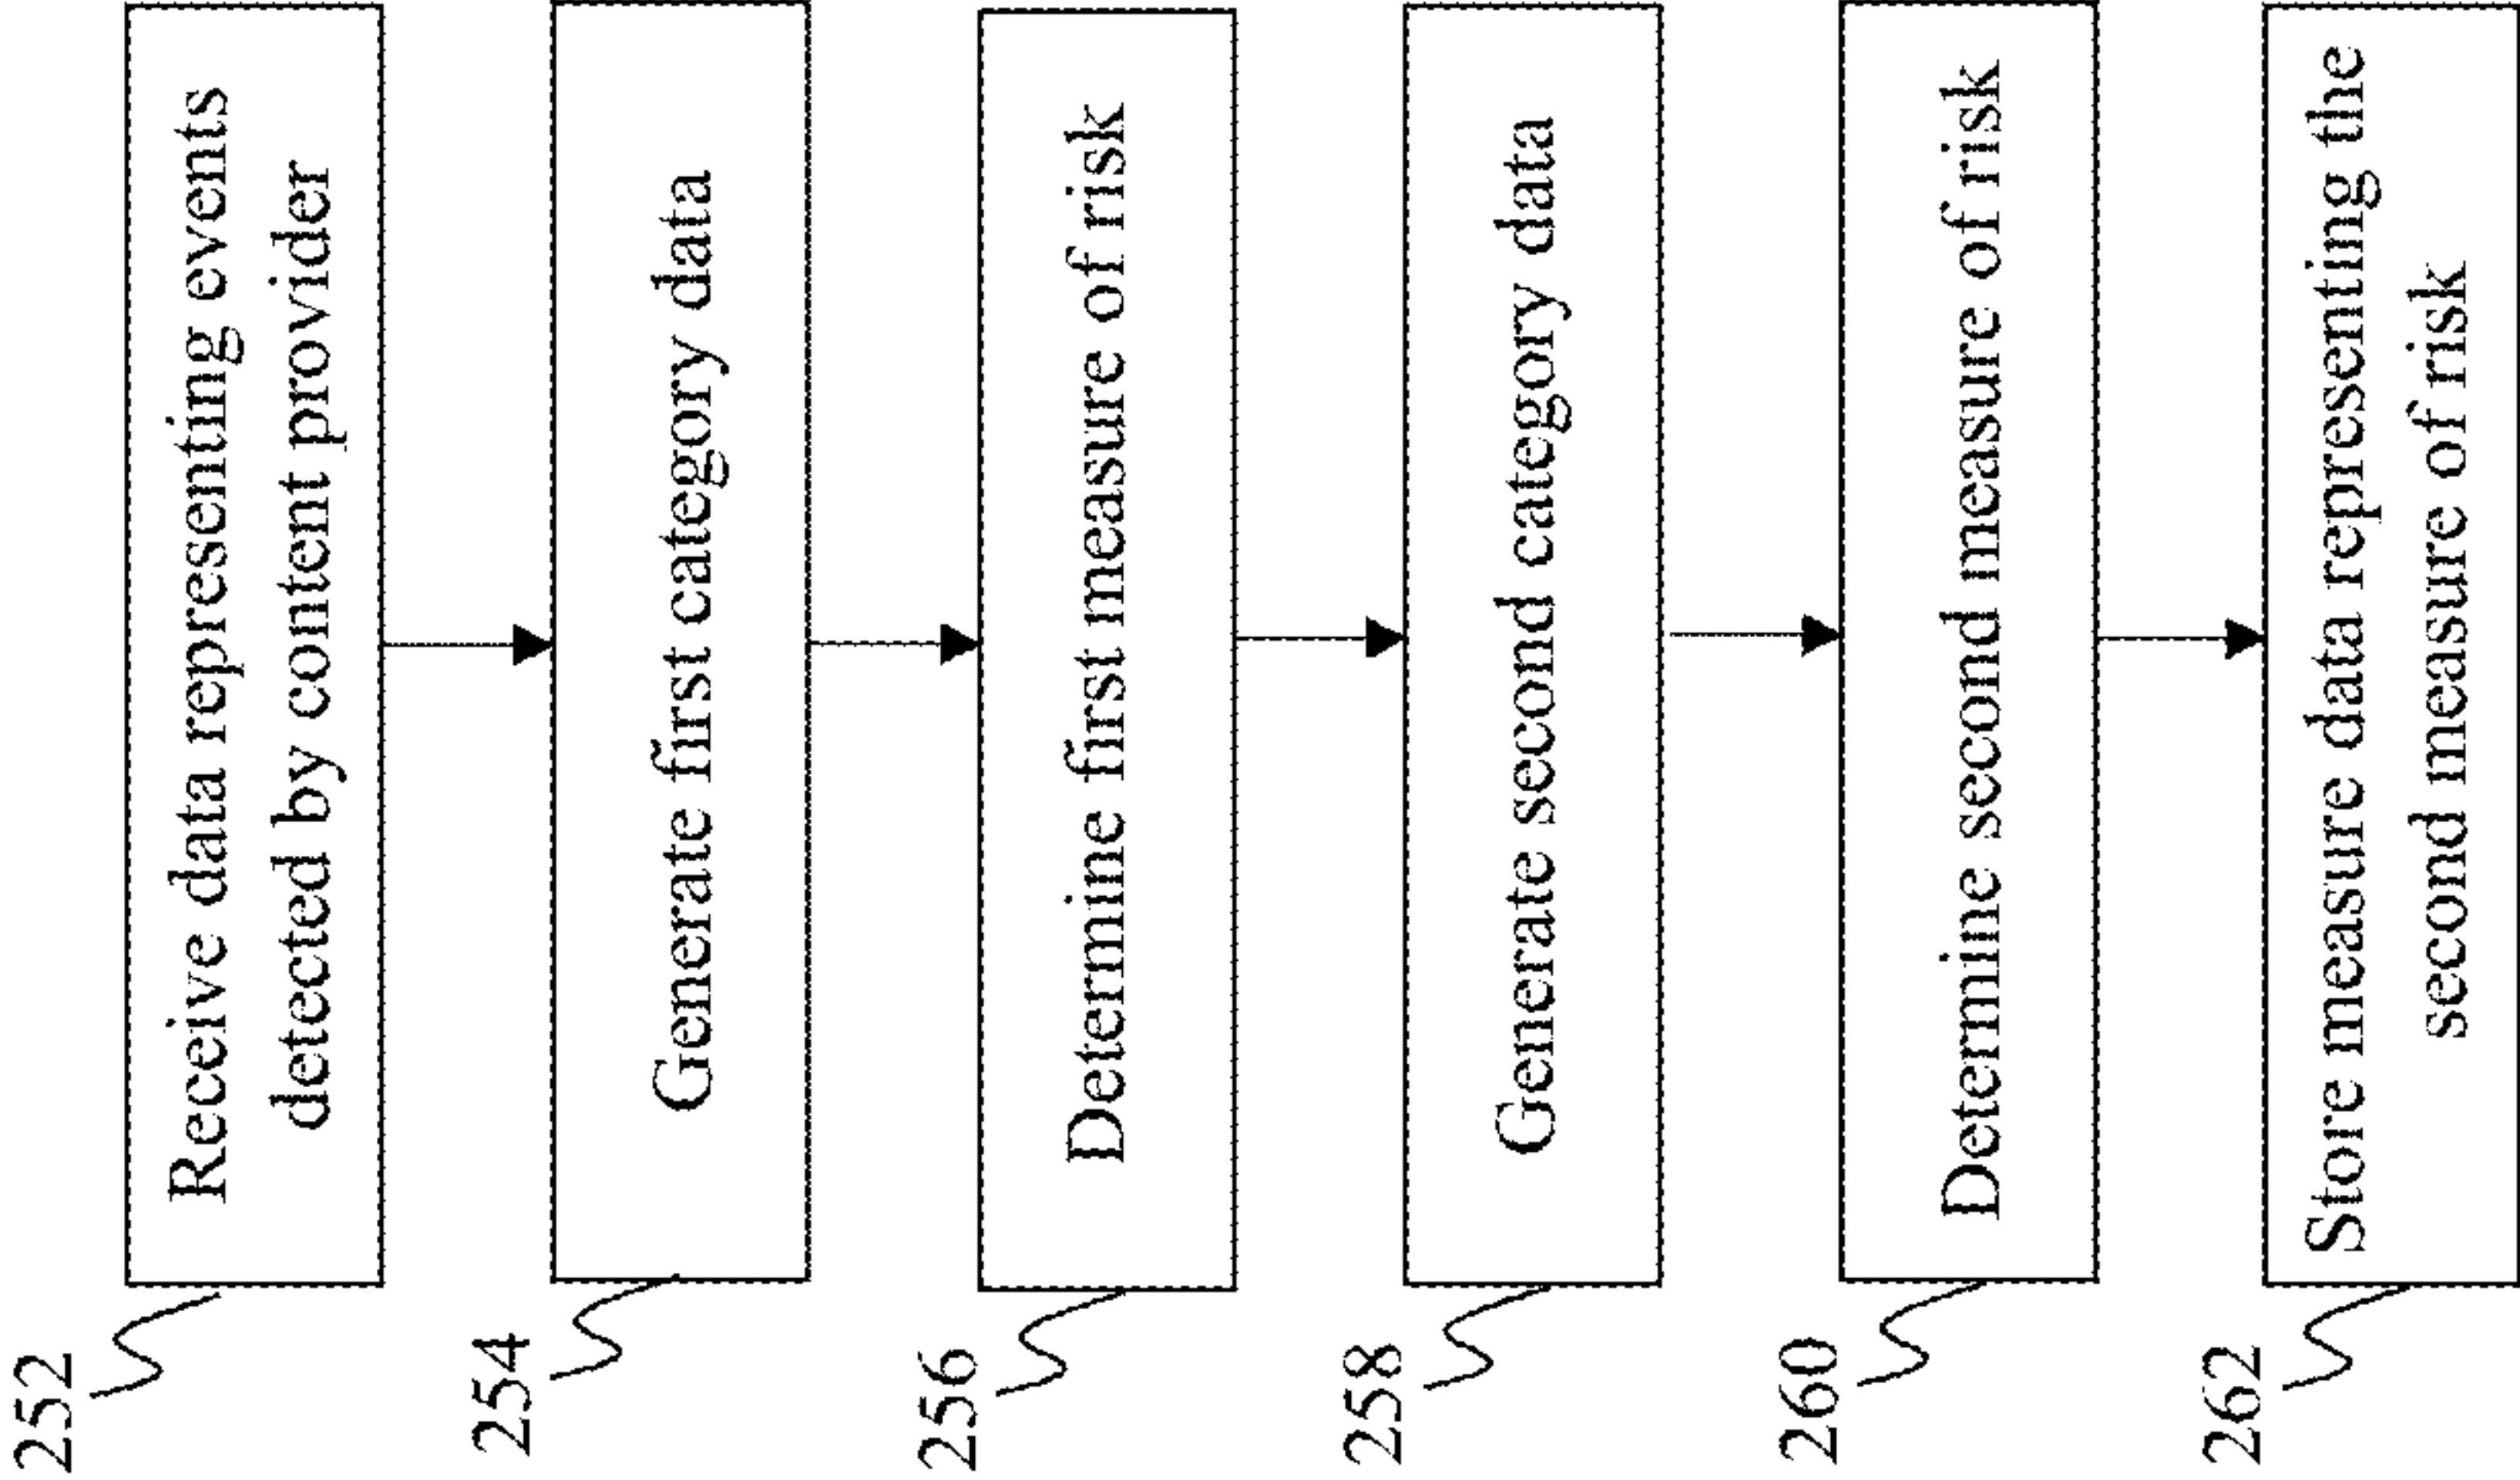 252
Receive data representing events
detected by content provider
254
Generate first category data
256
Determine first measure of risk
258
Generate second category data
260
Determine second measure of risk
262
Store measure data representing the
second measure of risk